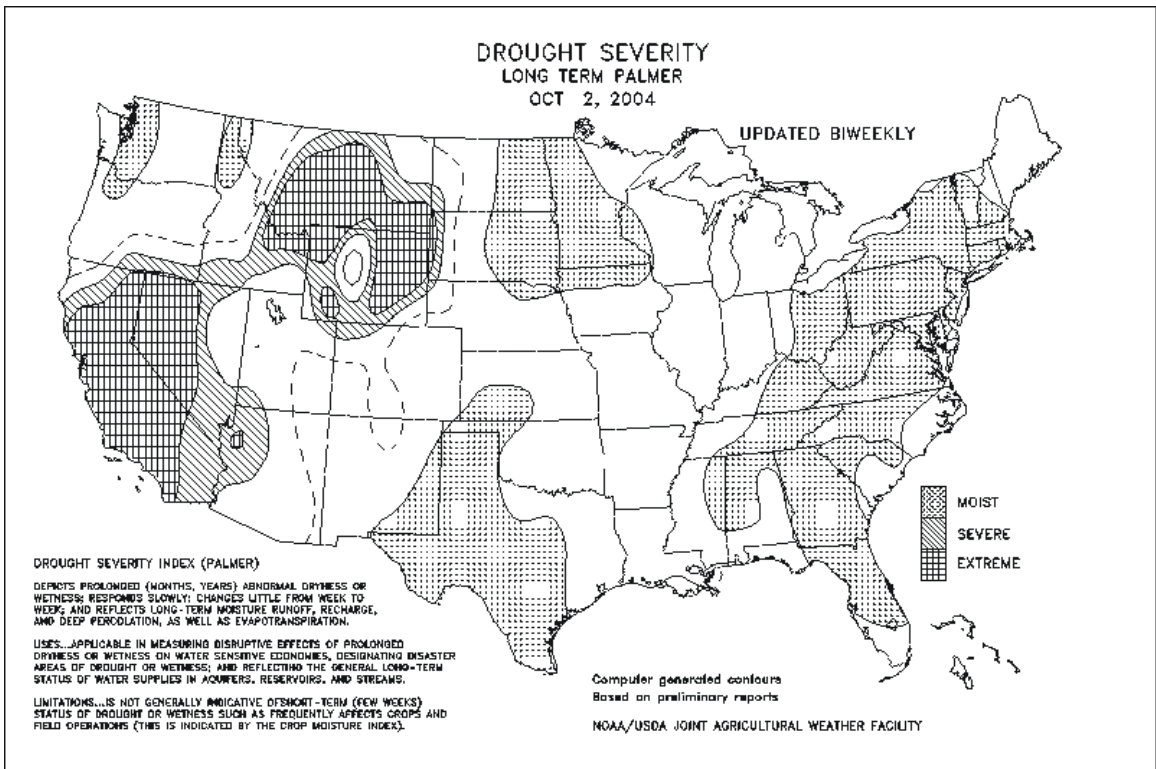 DROUGHT SEVERITY
LONG TERM PALMER
OCT 2, 2004
UPDATED BIWEEKLY
MOIST
SEVERE
EXTREME
DROUGHT SEVERITY INDEX (PALMER)
DEPICTS PROLONGED (MONTHS, YEARS) ABNORMAL DRYNESS OR
WETNESS; RESPONDS SLOWLY; CHANGES LITTLE FROM WEEK TO
WEEK; AND REFLECTS LONG-TERM MOISTURE RUNOFF, RECHARGE,
AND DEEP PERCOLATION, AS WELL AS EVAPOTRANSPIRATION.
USES...APPLICABLE IN MEASURING DISRUPTIVE EFFECTS OF PROLONGED
DRYNESS OR WETNESS ON WATER SENSITIVE ECONOMIES, DESIGNATING DISASTER
AREAS OF DROUGHT OR WETNESS; AND REFLECTING THE GENERAL LONG-TERM
STATUS OF WATER SUPPLIES IN AQUIFERS, RESERVOIRS, AND STREAMS.
LIMITATIONS...IS NOT GENERALLY INDICATIVE OFSHORT-TERM (FEW WEEKS)
STATUS OF DROUGHT OR WETNESS SUCH AS FREQUENTLY AFFECTS CROPS AND
FIELD OPERATIONS (THIS IS INDICATED BY THE CROP MOISTURE INDEX).
Computer generated contours
Based on preliminary reports
NOAA/USDA JOINT AGRICULTURAL WEATHER FACILITY